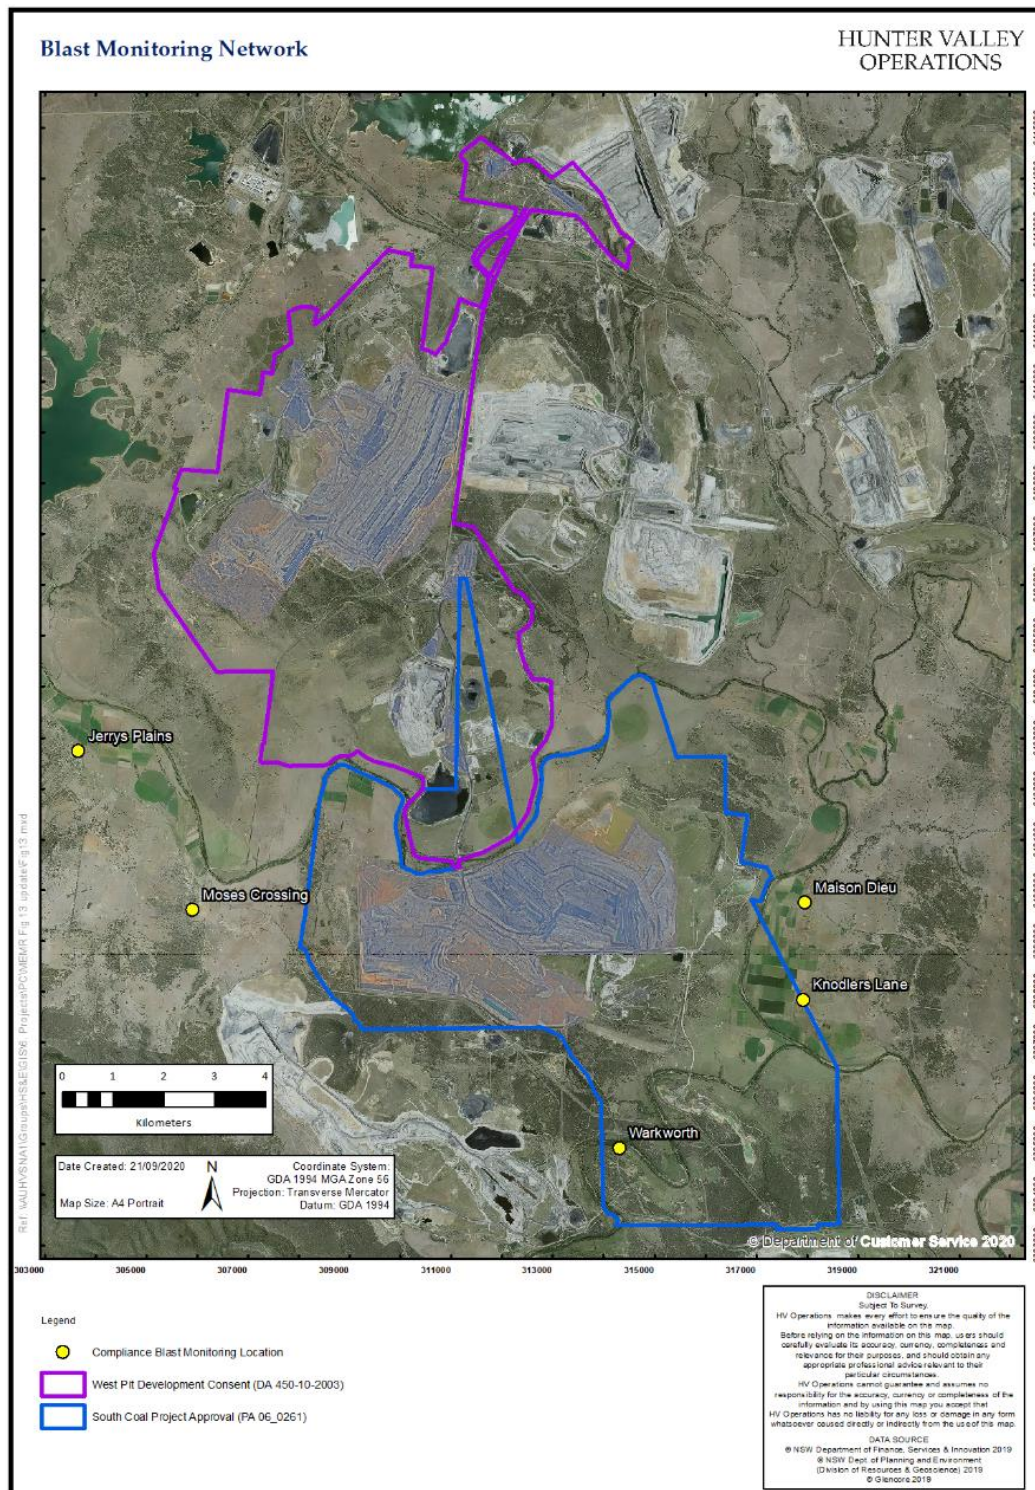 Blast Monitoring Network
HUNTER VALLEY
OPERATIONS
Jerrys Plains
Moses Crossing
Maison Dieu
Knodlers Lane
Warkworth
0 1 2 3 4
Kilometers
Date Created: 21/09/2020
N
Map Size: A4 Portrait
Coordinate System:
GDA 1994 MGA Zone 56
Projection: Transverse Mercator
Datum: GDA 1994
© Department of Customer Service 2020
303000 305000 307000 309000 311000 313000 315000 317000 319000 321000
Legend
Compliance Blast Monitoring Location
West Pit Development Consent (DA 450-10-2003)
South Coal Project Approval (PA 06_0261)
DISCLAIMER
Subject To Survey.
HV Operations makes every effort to ensure the quality of the
information available on this map.
Before relying on the information on this map, users should
carefully evaluate its accuracy, currency, completeness and
relevance for their purposes, and should obtain any
appropriate professional advice relevant to their
particular circumstances.
HV Operations cannot guarantee and assumes no
responsibility for the accuracy, currency or completeness of the
information and by using this map you accept that
HV Operations has no liability for any loss or damage in any form
whatsoever caused directly or indirectly from the use of this map.
DATA SOURCE
© NSW Department of Finance, Services & Innovation 2019
© NSW Dept. of Planning and Environment
(Division of Resources & Geoscience) 2019
© Glencore 2019